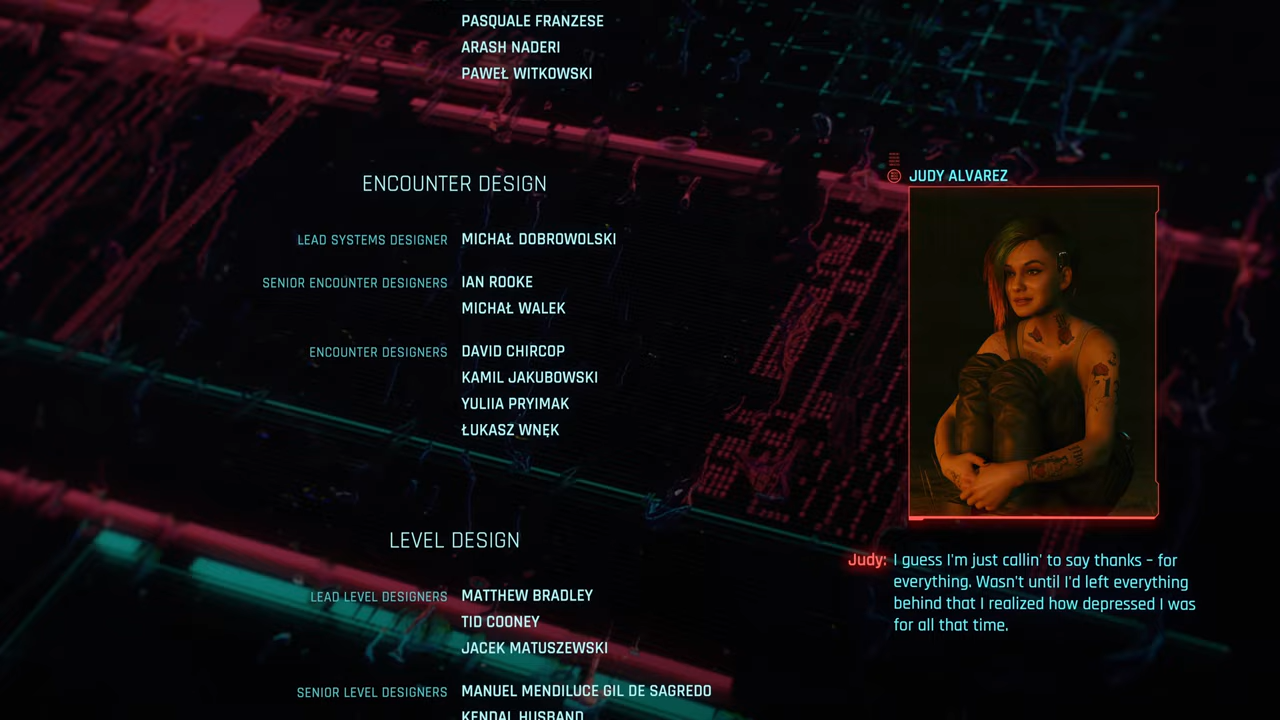 PASQUALE FRANZESE
ARASH NADERI
PAWEŁ WITKOWSKI
ENCOUNTER DESIGN
LEAD SYSTEMS DESIGNER MICHAŁ DOBROWOLSKI
SENIOR ENCOUNTER DESIGNERS IAN ROOKE
MICHAŁ WALEK
ENCOUNTER DESIGNERS DAVID CHIRCOP
KAMIL JAKUBOWSKI
YULIIA PRYIMAK
ŁUKASZ WNĘK
LEVEL DESIGN
LEAD LEVEL DESIGNERS MATTHEW BRADLEY
TID COONEY
JACEK MATUSZEWSKI
SENIOR LEVEL DESIGNERS MANUEL MENDILUCE GIL DE SAGREDO
KENDAL HUSBAND
JUDY ALVAREZ
Judy: I guess I'm just callin' to say thanks – for
everything. Wasn't until I'd left everything
behind that I realized how depressed I was
for all that time.